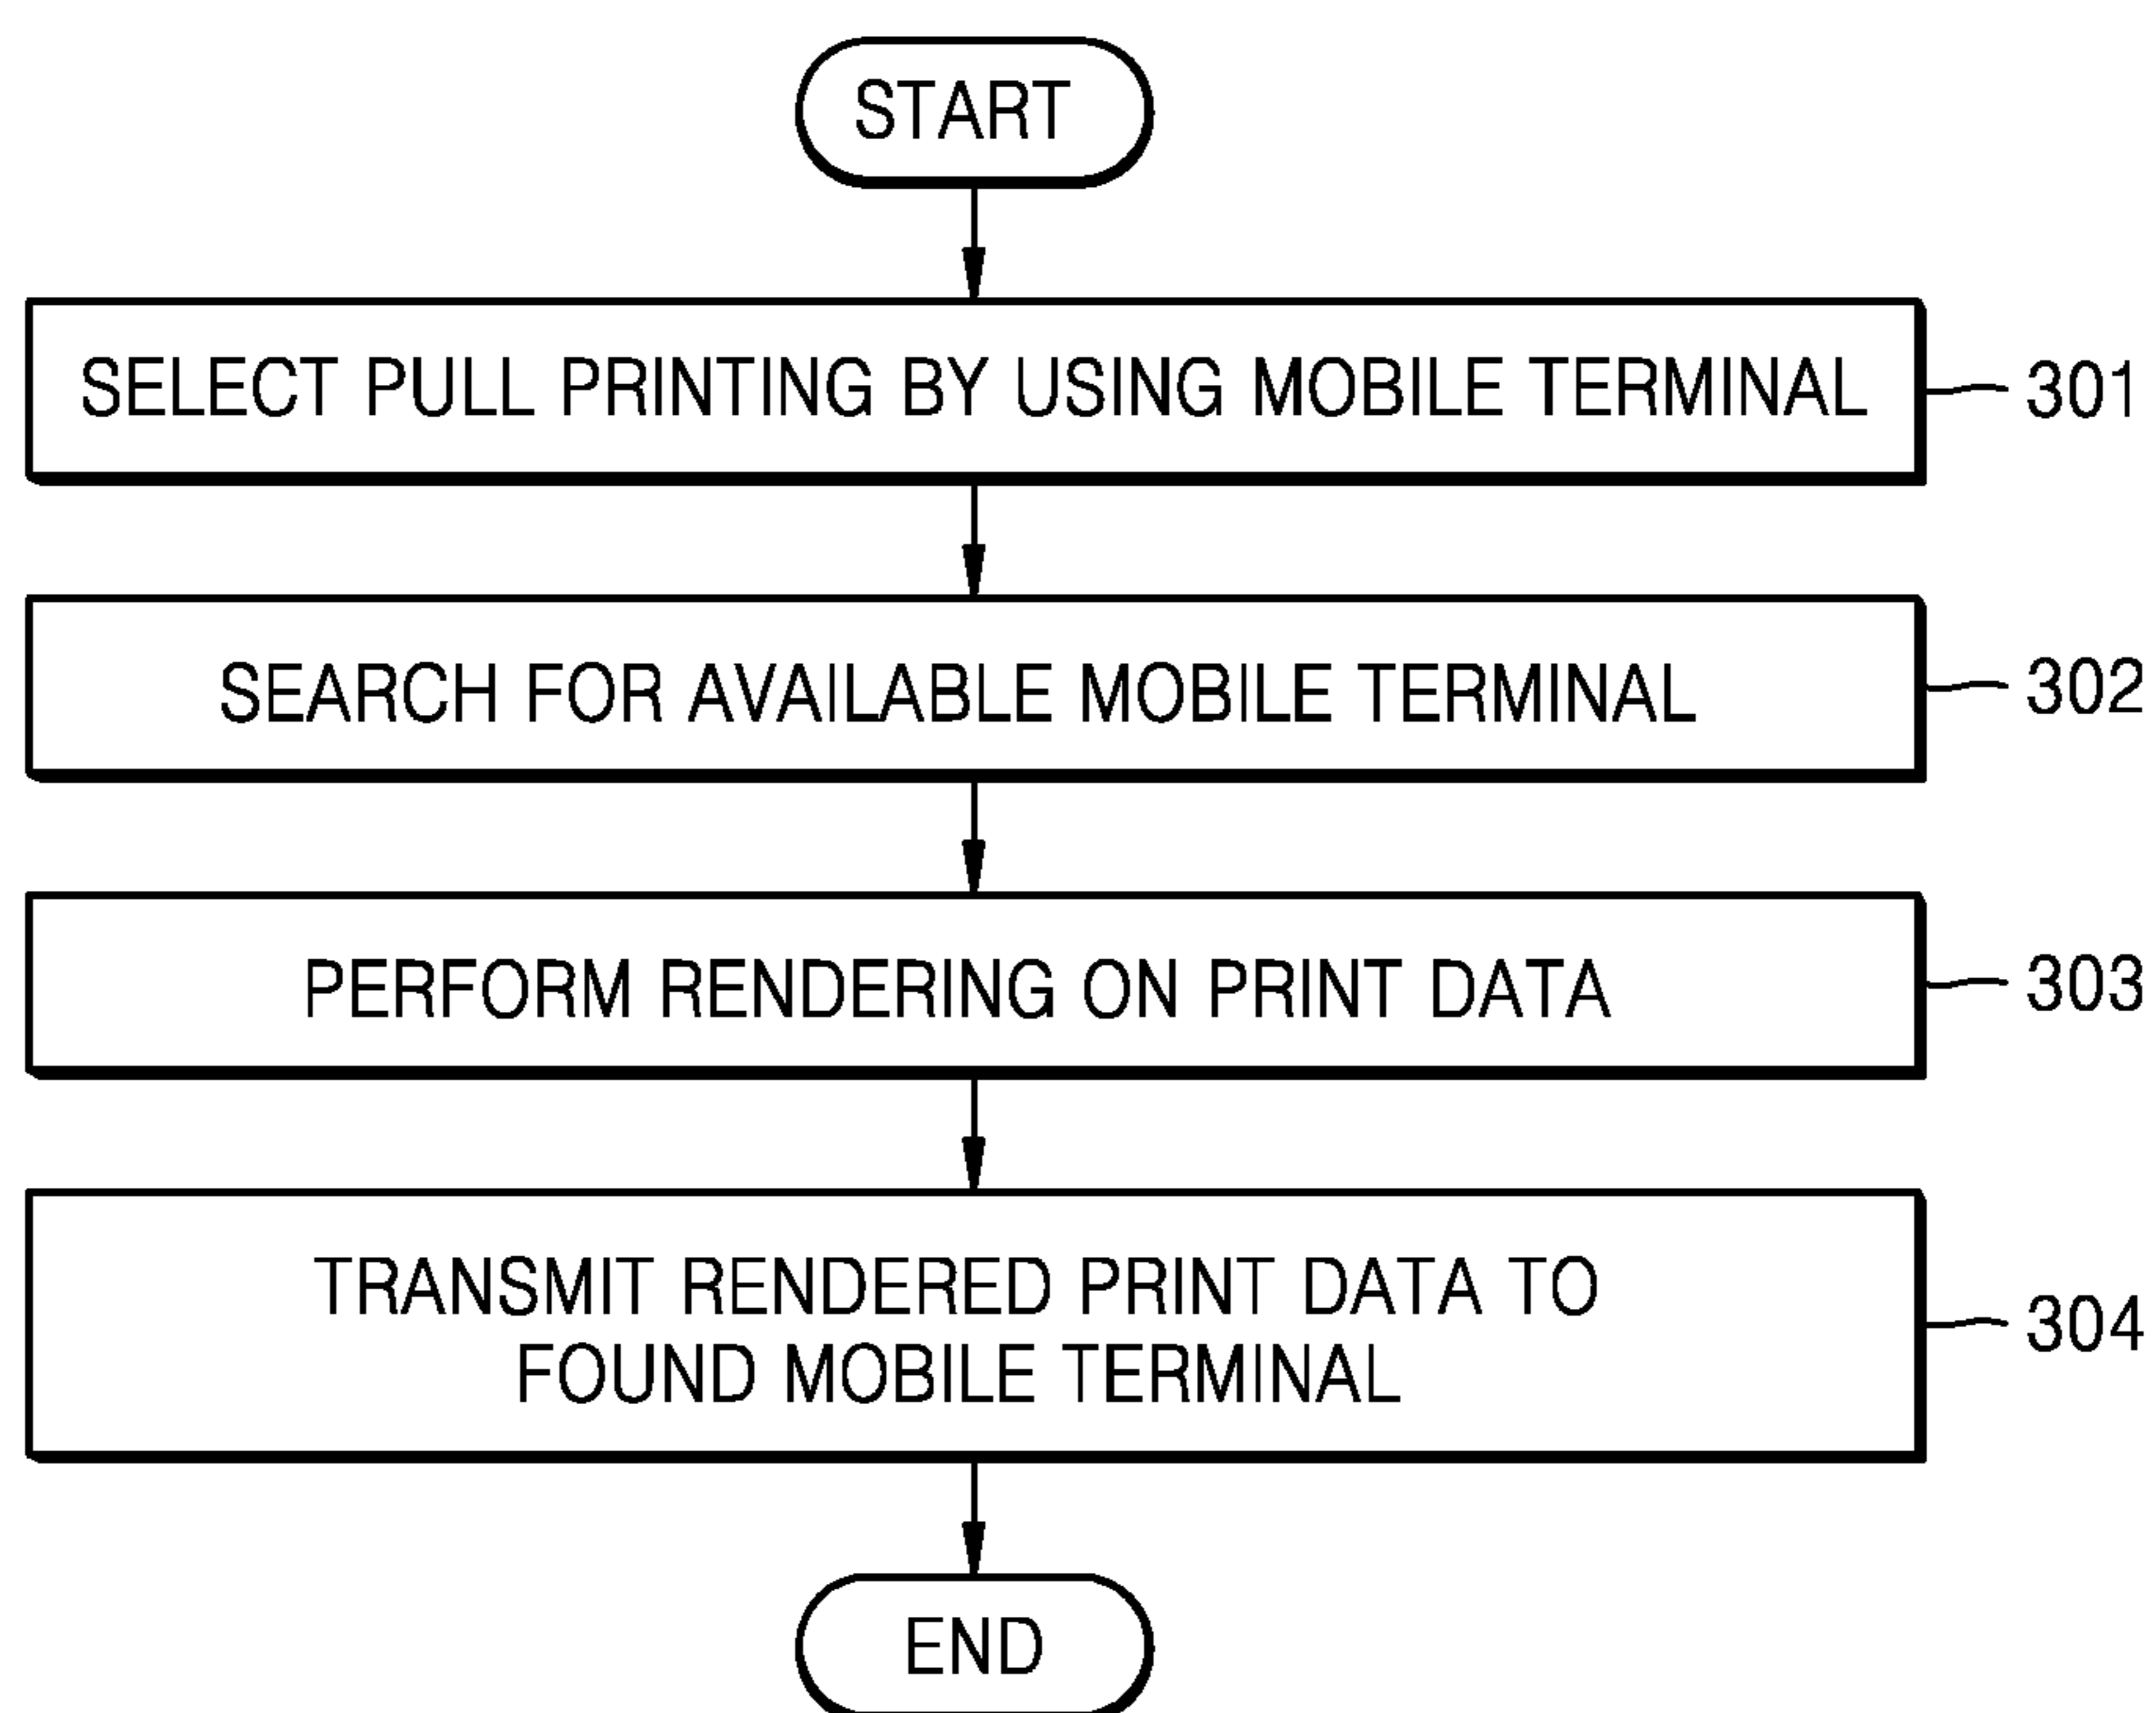 START
SELECT PULL PRINTING BY USING MOBILE TERMINAL
301
SEARCH FOR AVAILABLE MOBILE TERMINAL
302
PERFORM RENDERING ON PRINT DATA
303
TRANSMIT RENDERED PRINT DATA TO
FOUND MOBILE TERMINAL
304
END